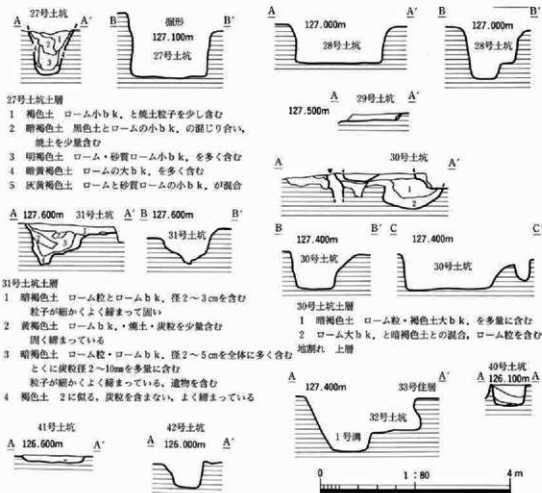 27号土坑
A A′
掘形
B B′
127.100m
27号土坑
27号土坑土層
1 褐色土 ローム小bk．と焼土粒子を少し含む
2 暗褐色土 黒色土とロームの小bk．の混じり合い，
焼土を少量含む
3 明褐色土 ローム・砂質ローム小bk．を多く含む
4 暗黄褐色土 ロームの大bk．を多く含む
5 灰黄褐色土 ロームと砂質ロームの小bk．が混合
A 127.600m 31号土坑 A′
B 127.600m B′
31号土坑
31号土坑土層
1 暗褐色土 ローム粒とロームbk．径2～3cmを含む
粒子が細かくよく締まって固い
2 黄褐色土 ロームbk．・焼土・炭粒を少量含む
固く締まっている
3 暗褐色土 ローム粒・ロームbk．径2～5cmを全体に多く含む
とくに炭粒径2～10mmを多量に含む
粒子が細かくよく締まっている，遺物を含む
4 褐色土 2に似る，炭粒を含まない，よく締まっている
41号土坑
A 126.600m A′
42号土坑
A 126.000m A′
A 127.000m A′
28号土坑
B 127.000m B′
28号土坑
29号土坑
127.500m A A′
A 30号土坑 A′
1
2
B 127.400m B′
30号土坑
C 127.400m C′
30号土坑
30号土坑土層
1 暗褐色土 ローム粒・褐色土大bk．を多量に含む
2 ローム大bk．と暗褐色土との混合，ローム粒を含む
地割れ 上層
A 127.400m 33号住居 A′
32号土坑
1号溝
40号土坑
A 126.100m A′
0 1:80 4m